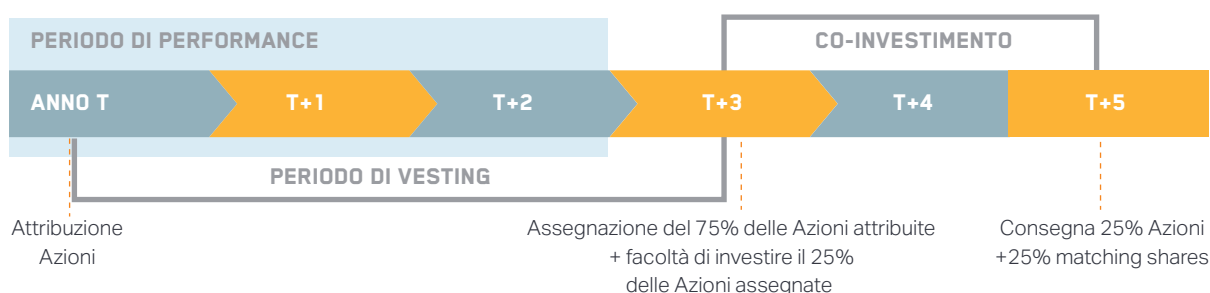 PERIODO DI PERFORMANCE
CO-INVESTIMENTO
ANNO T
T+1
T+2
T+3
T+4
T+5
PERIODO DI VESTING
Attribuzione
Azioni
Assegnazione del 75% delle Azioni attribuite
+ facoltà di investire il 25%
delle Azioni assegnate
Consegna 25% Azioni
+25% matching shares